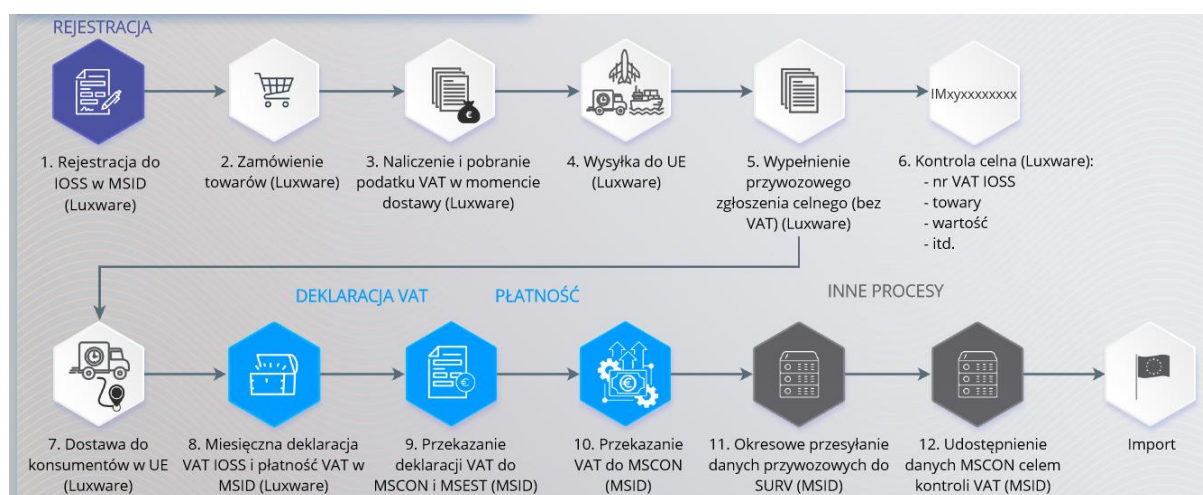 REJESTRACJA
IMxyxxxxxxxx
1. Rejestracja do
IOSS w MSID
(Luxware)
2. Zamówienie
towarów (Luxware)
3. Naliczenie i pobranie
podatku VAT w momencie
dostawy (Luxware)
4. Wysyłka do UE
(Luxware)
5. Wypełnienie
przywozowego
zgłoszenia celnego (bez
VAT) (Luxware)
6. Kontrola celna (Luxware):
- nr VAT IOSS
- towary
- wartość
- itd.
DEKLARACJA VAT
PŁATNOŚĆ
INNE PROCESY
7. Dostawa do
konsumentów w UE
(Luxware)
8. Miesięczna deklaracja
VAT IOSS i płatność VAT w
MSID (Luxware)
9. Przekazanie
deklaracji VAT do
MSCON i MSEST (MSID)
10. Przekazanie
VAT do MSCON
(MSID)
11. Okresowe przesyłanie
danych przywozowych do
SURV (MSID)
12. Udostępnienie
danych MSCON celem
kontroli VAT (MSID)
Import